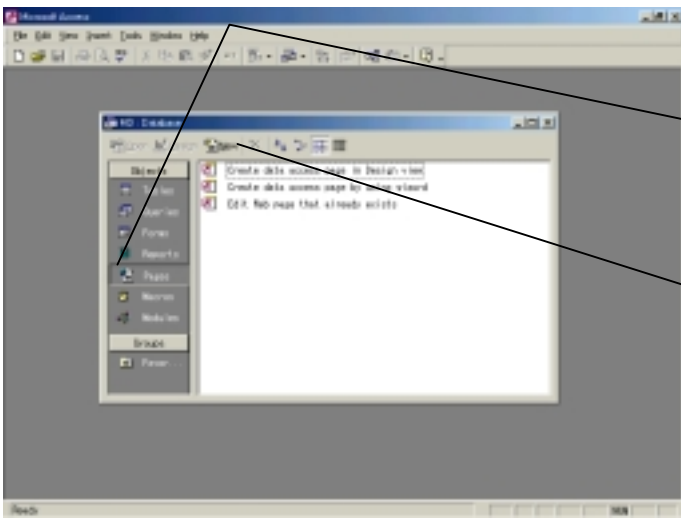 Microsoft Access
File Edit View Insert Tools Window Help
Database
New
Objects
Tables
Queries
Forms
Reports
Pages
Macros
Modules
Groups
Create data access page in Design view
Create data access page by using wizard
Edit Web page that already exists
Ready
NUM